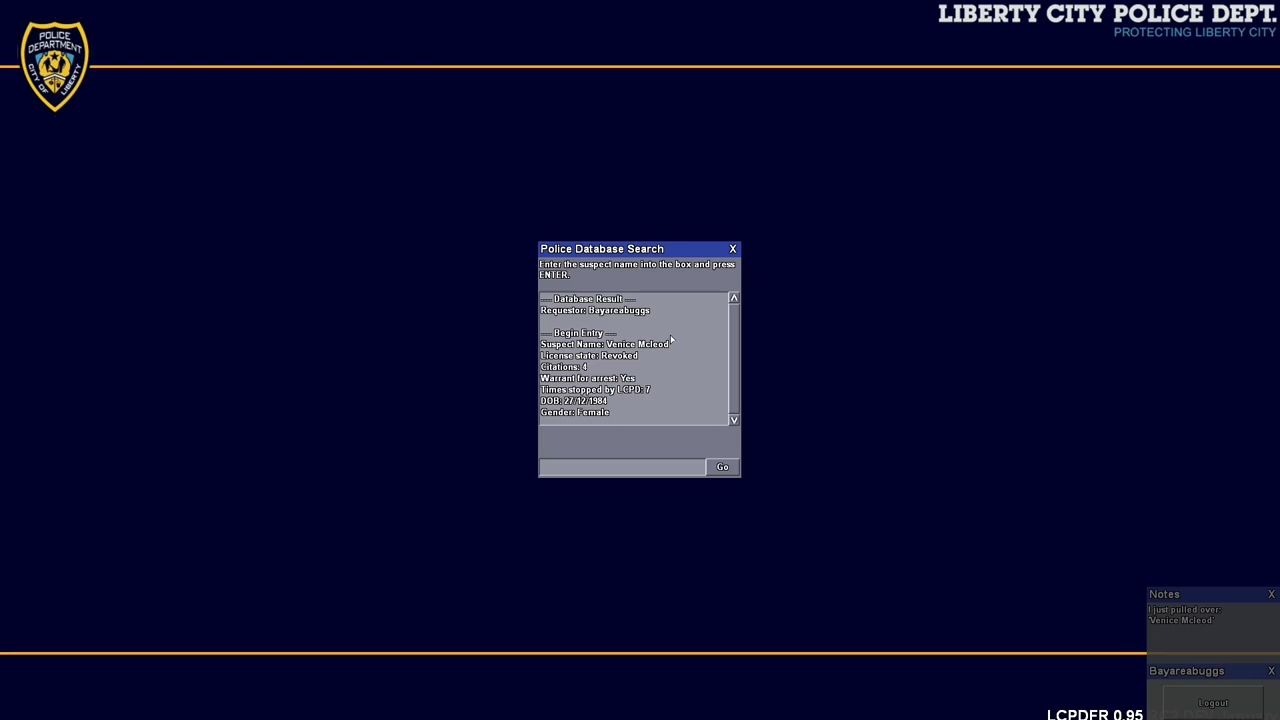 LIBERTY CITY POLICE DEPT.
PROTECTING LIBERTY CITY
POLICE
DEPARTMENT
CITY OF LIBERTY
Police Database Search X
Enter the suspect name into the box and press
ENTER.
--- Database Result ---
Requestor: Bayareabuggs
--- Begin Entry ---
Suspect Name: Venice Mcleod
License state: Revoked
Citations: 4
Warrant for arrest: Yes
Times stopped by LCPD: 7
DOB: 27/12/1984
Gender: Female
Go
Notes X
I just pulled over:
'Venice Mcleod'
Bayareabuggs X
Logout
LCPDFR 0.95